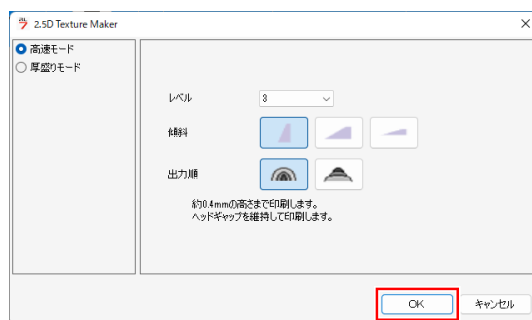 2.5D Texture Maker
高速モード
厚盛りモード
レベル
3
傾斜
出力順
約0.4mmの高さまで印刷します。
ヘッドギャップを維持して印刷します。
OK
キャンセル